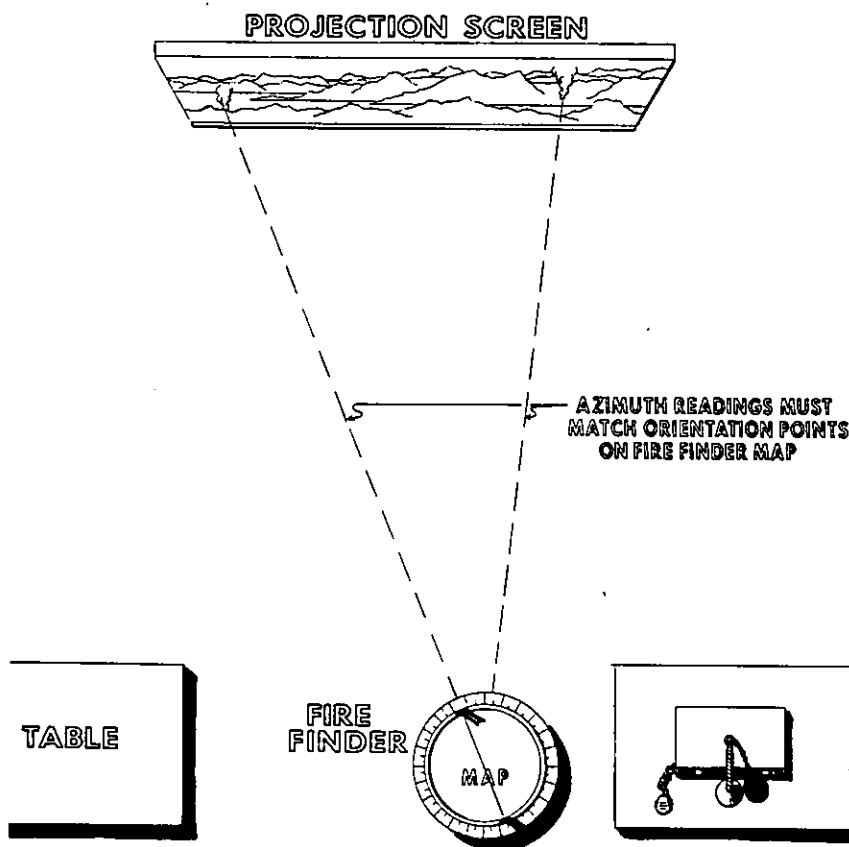 PROJECTION SCREEN
AZIMUTH READINGS MUST
MATCH ORIENTATION POINTS
ON FIRE FINDER MAP
FIRE
FINDER
TABLE
MAP